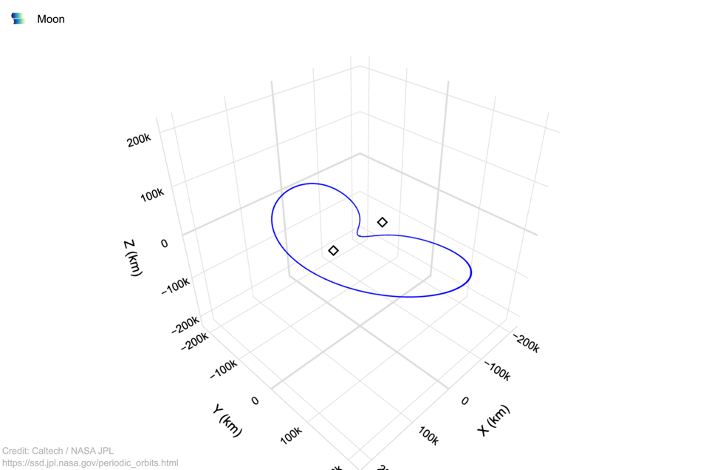 Moon
200k
100k
0
−100k
−200k
Z (km)
−200k
−100k
0
100k
Y (km)
−200k
−100k
0
100k
X (km)
Credit: Caltech / NASA JPL
https://ssd.jpl.nasa.gov/periodic_orbits.html